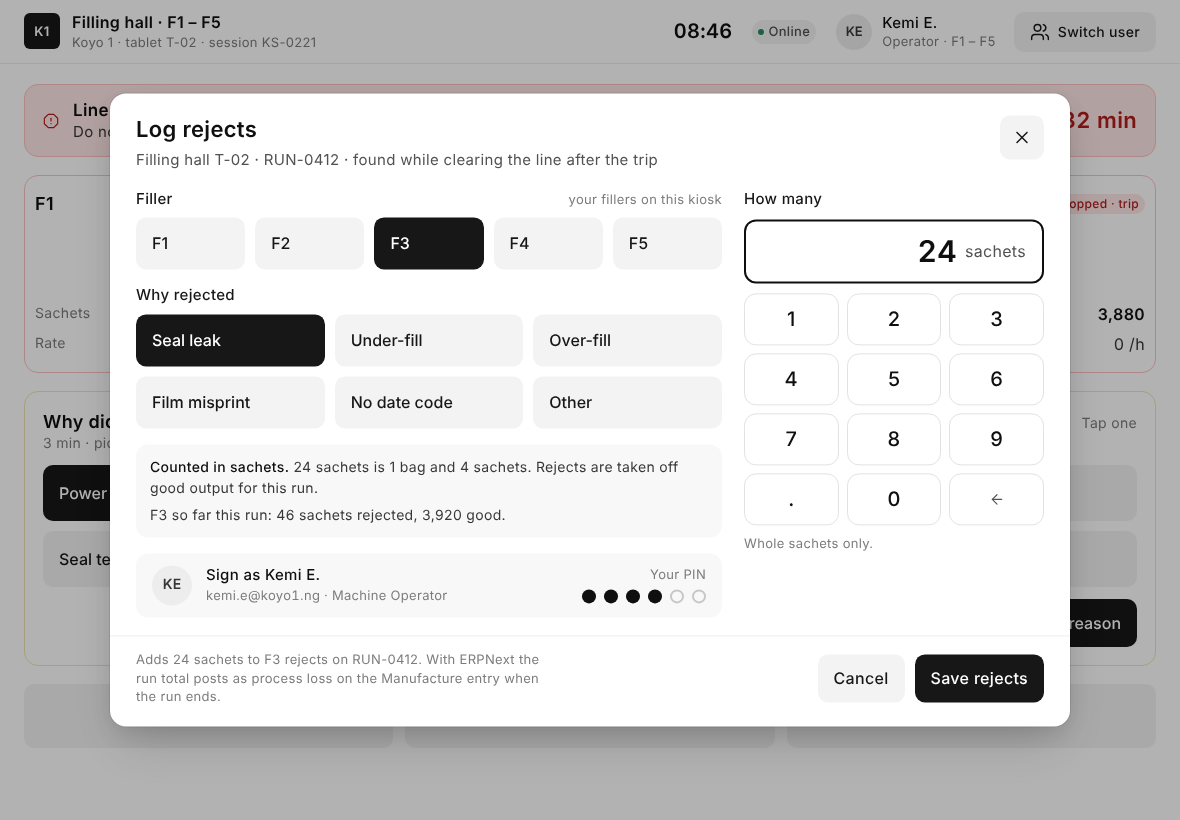 K1
Filling hall · F1 – F5
Koyo 1 · tablet T-02 · session KS-0221
08:46
Online
KE
Kemi E.
Operator · F1 – F5
Switch user
Line
Do
32 min
F1
opped · trip
Sachets
3,880
Rate
0 /h
Why
3 min ·
Tap one
Power
Seal
reason
Log rejects
Filling hall T-02 · RUN-0412 · found while clearing the line after the trip
Filler
your fillers on this kiosk
F1
F2
F3
F4
F5
Why rejected
Seal leak
Under-fill
Over-fill
Film misprint
No date code
Other
Counted in sachets. 24 sachets is 1 bag and 4 sachets. Rejects are taken off
good output for this run.
F3 so far this run: 46 sachets rejected, 3,920 good.
KE
Sign as Kemi E.
kemi.e@koyo1.ng · Machine Operator
Your PIN
How many
24 sachets
1
2
3
4
5
6
7
8
9
.
0
←
Whole sachets only.
Adds 24 sachets to F3 rejects on RUN-0412. With ERPNext the
run total posts as process loss on the Manufacture entry when
the run ends.
Cancel
Save rejects